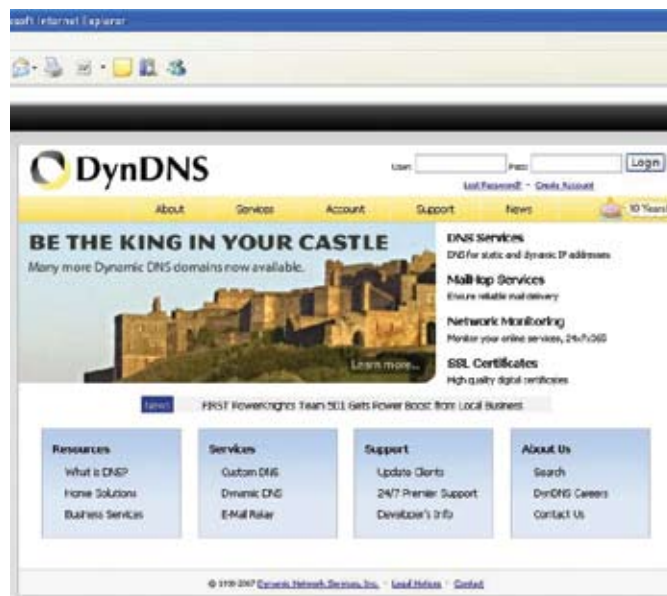 soft Internet Explorer
DynDNS
User: Pass: Login
Lost Password? - Create Account
About Services Account Support News 10 Years
BE THE KING IN YOUR CASTLE
Many more Dynamic DNS domains now available.
Learn more...
DNS Services
DNS for static and dynamic IP addresses
MailHop Services
Ensure reliable mail delivery
Network Monitoring
Monitor your online services, 24x7x365
SSL Certificates
High quality digital certificates
News FIRST PowerKnights Team 501 Gets Power Boost from Local Business
Resources
What is DNS?
Home Solutions
Business Services
Services
Custom DNS
Dynamic DNS
E-Mail Relay
Support
Update Clients
24/7 Premier Support
Developer's Info
About Us
Search
DynDNS Careers
Contact Us
© 1998-2007 Dynamic Network Services, Inc. - Legal Notices - Contact